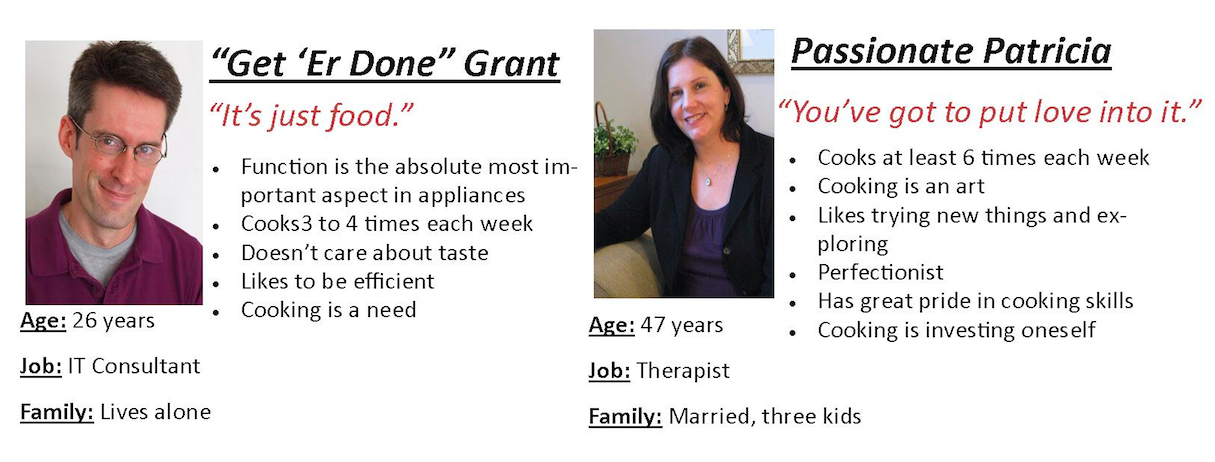 “Get ‘Er Done” Grant
“It’s just food.”
• Function is the absolute most im-
portant aspect in appliances
• Cooks3 to 4 times each week
• Doesn’t care about taste
• Likes to be efficient
• Cooking is a need
Age: 26 years
Job: IT Consultant
Family: Lives alone
Passionate Patricia
“You’ve got to put love into it.”
• Cooks at least 6 times each week
• Cooking is an art
• Likes trying new things and ex-
ploring
• Perfectionist
• Has great pride in cooking skills
• Cooking is investing oneself
Age: 47 years
Job: Therapist
Family: Married, three kids